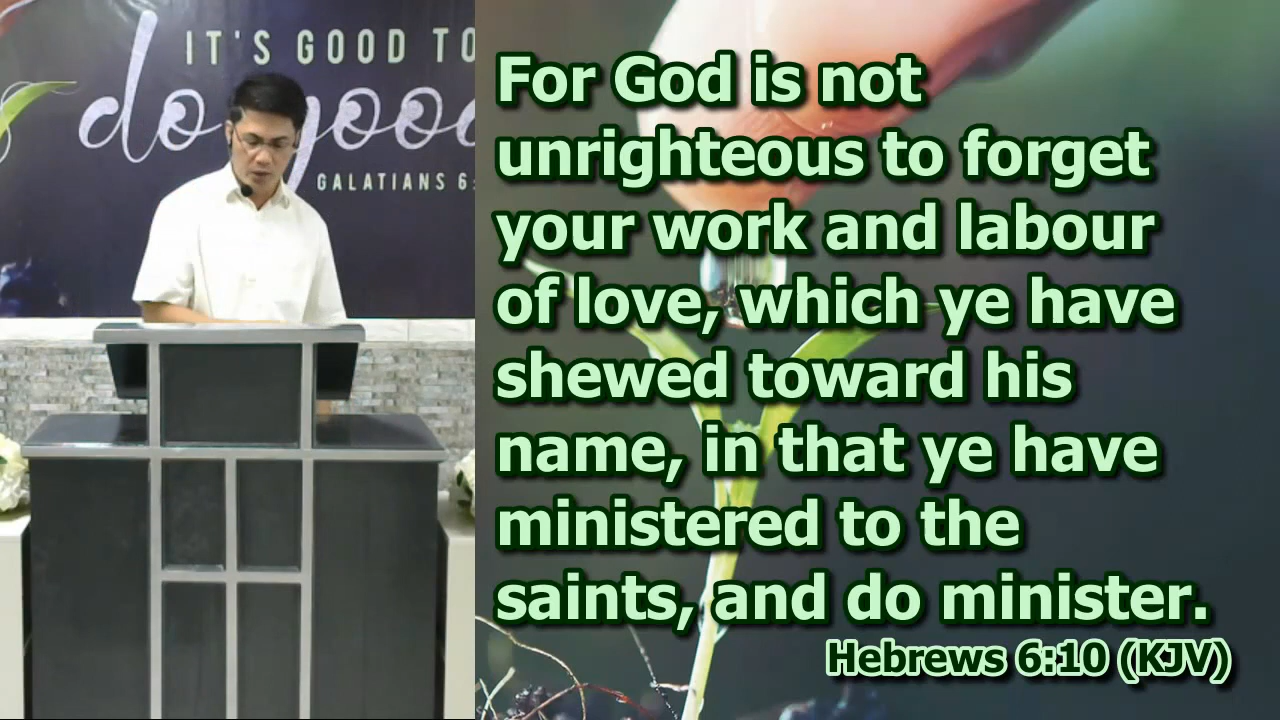 IT'S GOOD TO
do good
GALATIANS 6:
For God is not
unrighteous to forget
your work and labour
of love, which ye have
shewed toward his
name, in that ye have
ministered to the
saints, and do minister.
Hebrews 6:10 (KJV)